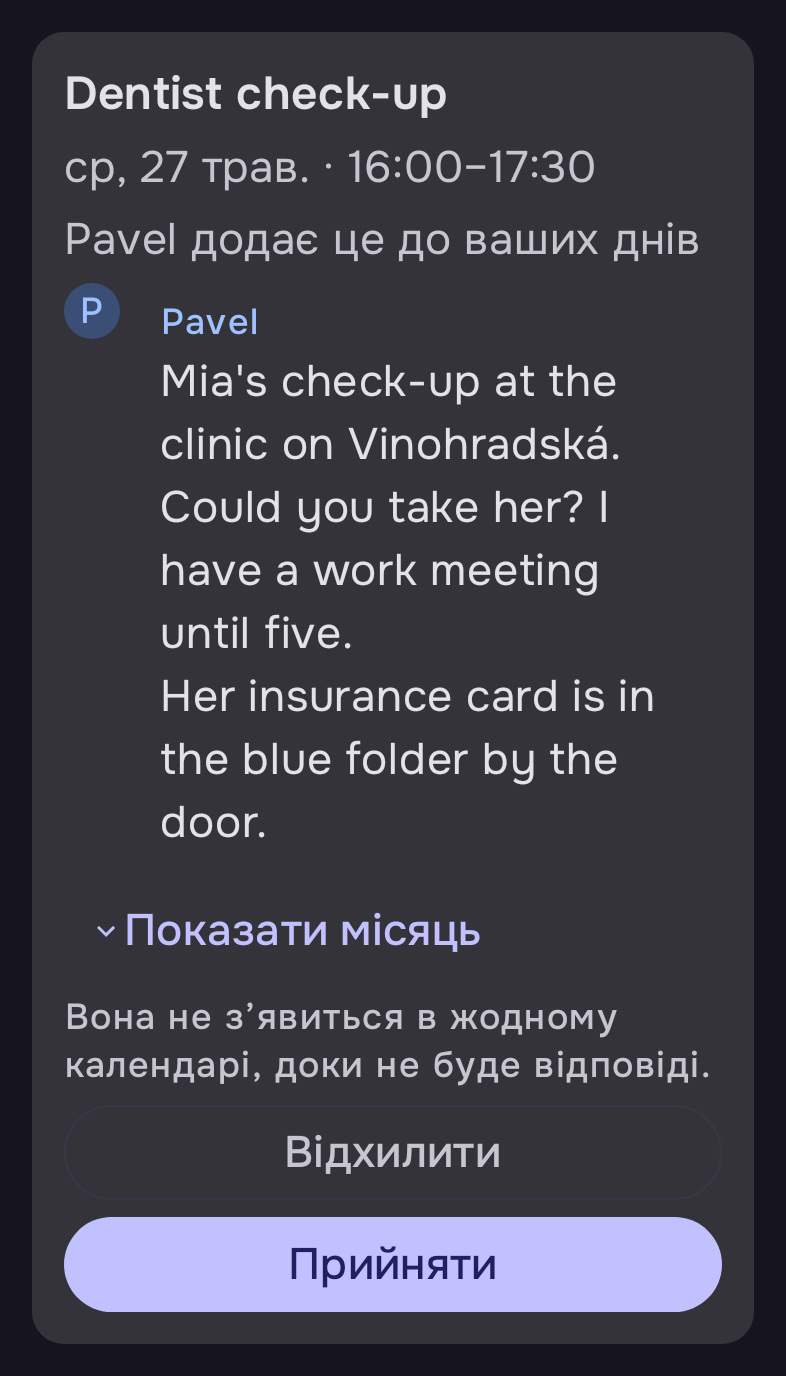 Dentist check-up
ср, 27 трав. · 16:00–17:30
Pavel додає це до ваших днів
P
Pavel
Mia's check-up at the
clinic on Vinohradská.
Could you take her? I
have a work meeting
until five.
Her insurance card is in
the blue folder by the
door.
Показати місяць
Вона не з’явиться в жодному
календарі, доки не буде відповіді.
Відхилити
Прийняти